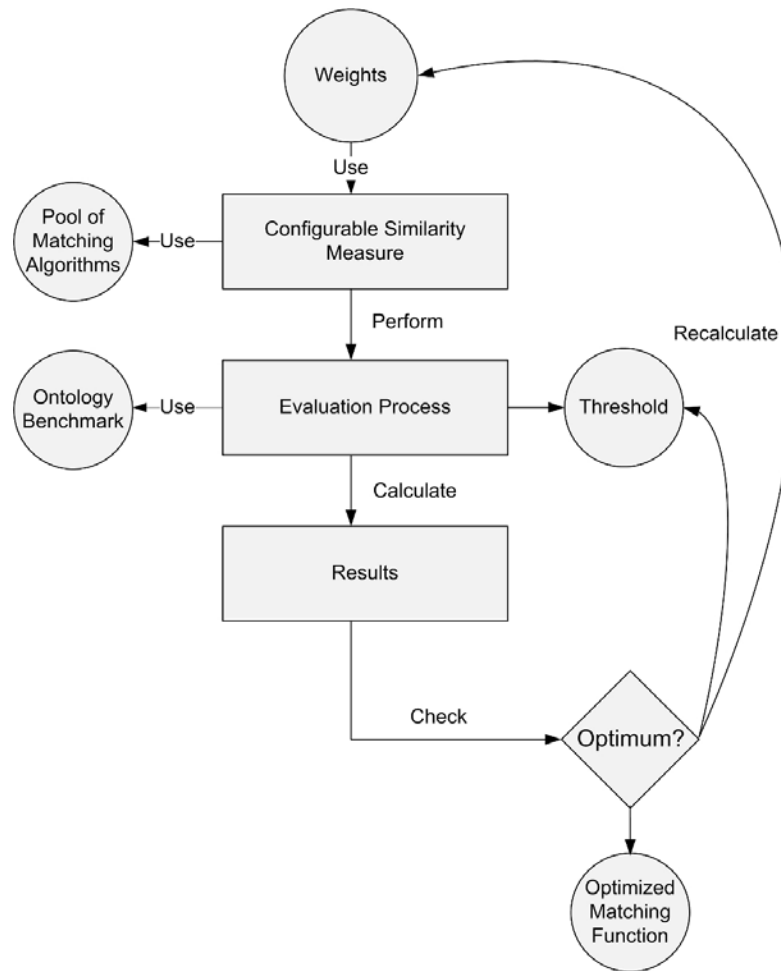 Weights
Use
Pool of
Matching
Algorithms
Use
Configurable Similarity
Measure
Perform
Recalculate
Ontology
Benchmark
Use
Evaluation Process
Threshold
Calculate
Results
Check
Optimum?
Optimized
Matching
Function